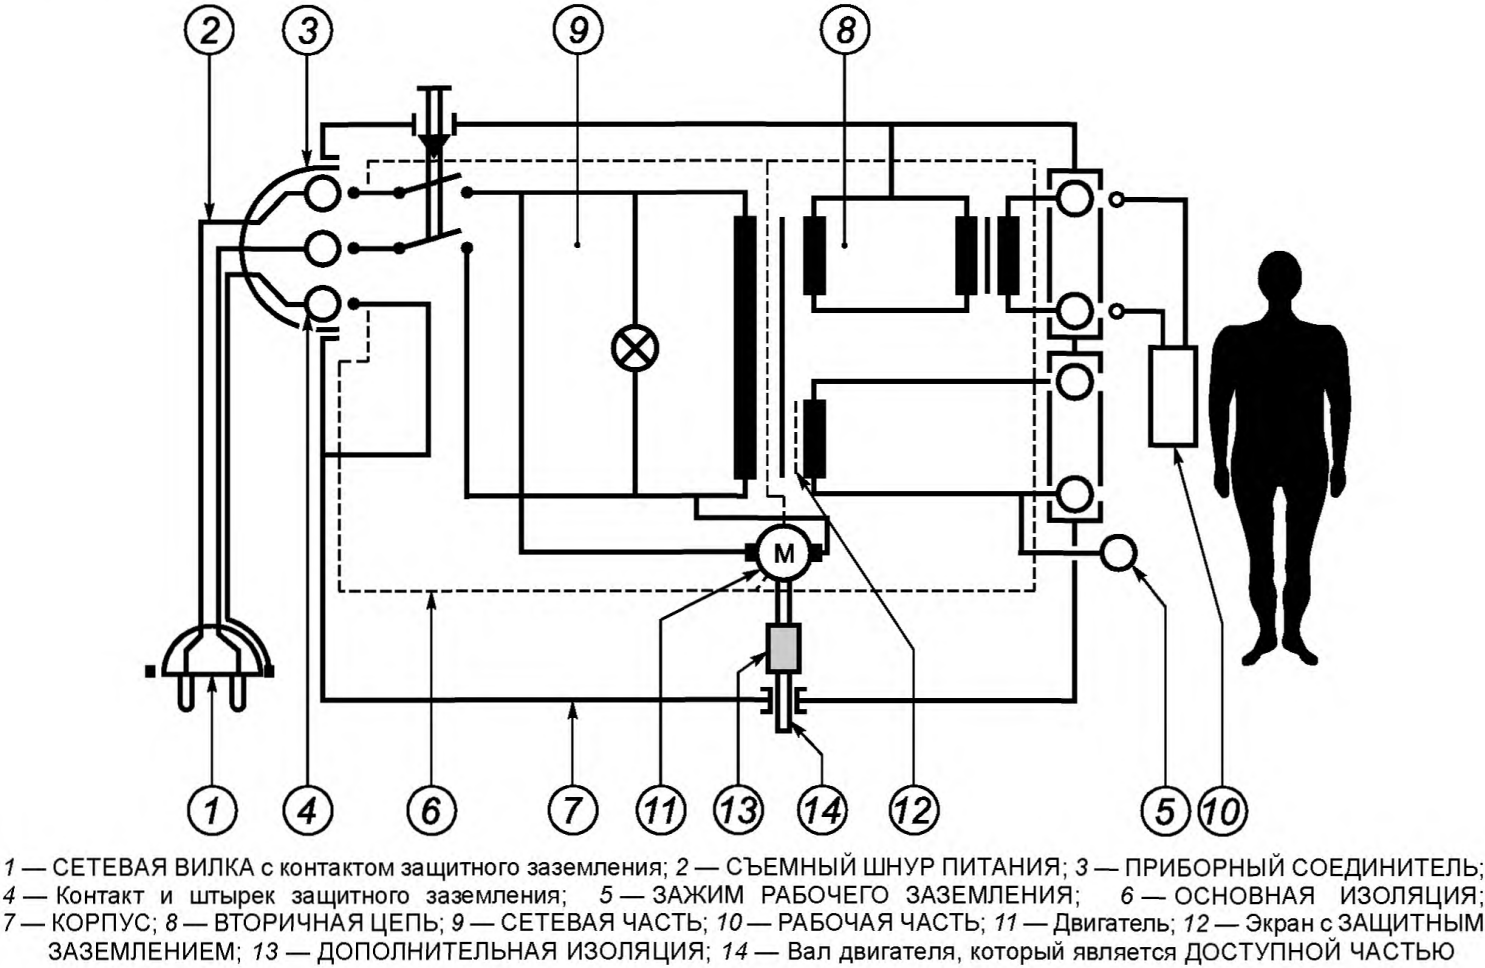 2 3 9 8
M
1 4 6 7 11 13 14 12 5 10
1 — СЕТЕВАЯ ВИЛКА с контактом защитного заземления; 2 — СЪЕМНЫЙ ШНУР ПИТАНИЯ; 3 — ПРИБОРНЫЙ СОЕДИНИТЕЛЬ;
4 — Контакт и штырек защитного заземления; 5 — ЗАЖИМ РАБОЧЕГО ЗАЗЕМЛЕНИЯ; 6 — ОСНОВНАЯ ИЗОЛЯЦИЯ;
7 — КОРПУС; 8 — ВТОРИЧНАЯ ЦЕПЬ; 9 — СЕТЕВАЯ ЧАСТЬ; 10 — РАБОЧАЯ ЧАСТЬ; 11 — Двигатель; 12 — Экран с ЗАЩИТНЫМ
ЗАЗЕМЛЕНИЕМ; 13 — ДОПОЛНИТЕЛЬНАЯ ИЗОЛЯЦИЯ; 14 — Вал двигателя, который является ДОСТУПНОЙ ЧАСТЬЮ